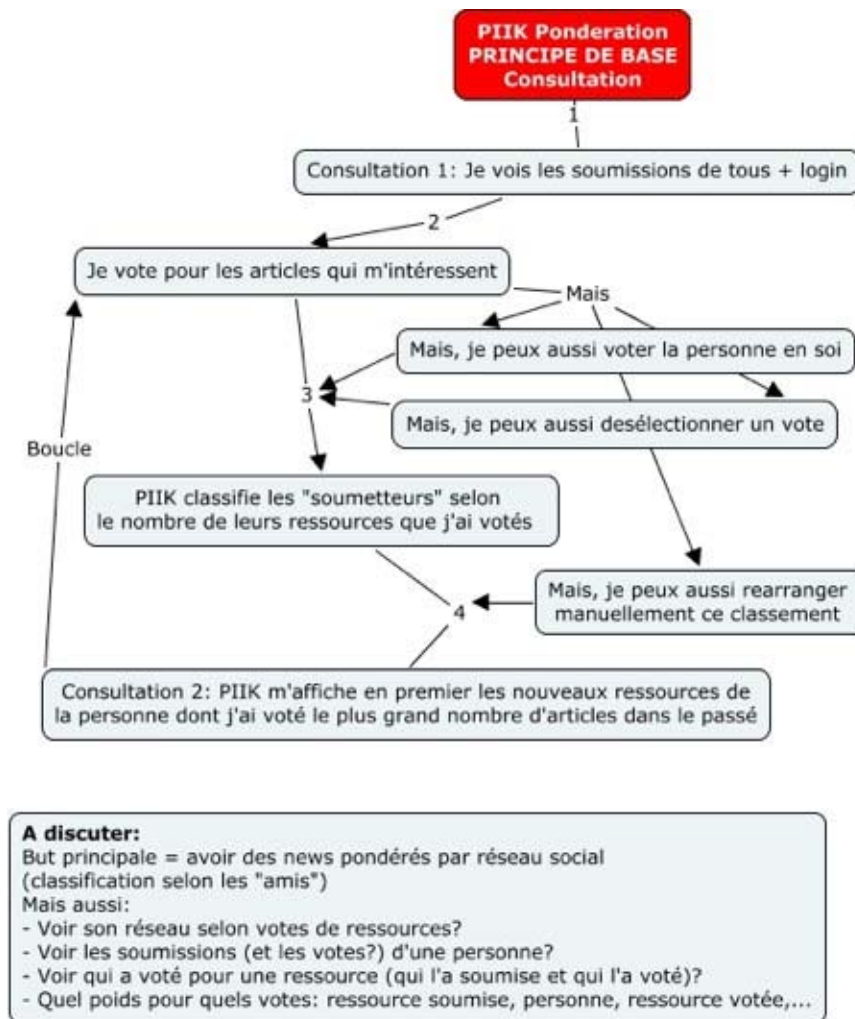 PIIK Ponderation
PRINCIPE DE BASE
Consultation
1
Consultation 1: Je vois les soumissions de tous + login
2
Je vote pour les articles qui m'intéressent
Mais
Mais, je peux aussi voter la personne en soi
3
Mais, je peux aussi desélectionner un vote
Boucle
PIIK classifie les "soumetteurs" selon
le nombre de leurs ressources que j'ai votés
Mais, je peux aussi rearranger
manuellement ce classement
4
Consultation 2: PIIK m'affiche en premier les nouveaux ressources de
la personne dont j'ai voté le plus grand nombre d'articles dans le passé
A discuter:
But principale = avoir des news pondérés par réseau social
(classification selon les "amis")
Mais aussi:
- Voir son réseau selon votes de ressources?
- Voir les soumissions (et les votes?) d'une personne?
- Voir qui a voté pour une ressource (qui l'a soumise et qui l'a voté)?
- Quel poids pour quels votes: ressource soumise, personne, ressource votée,...